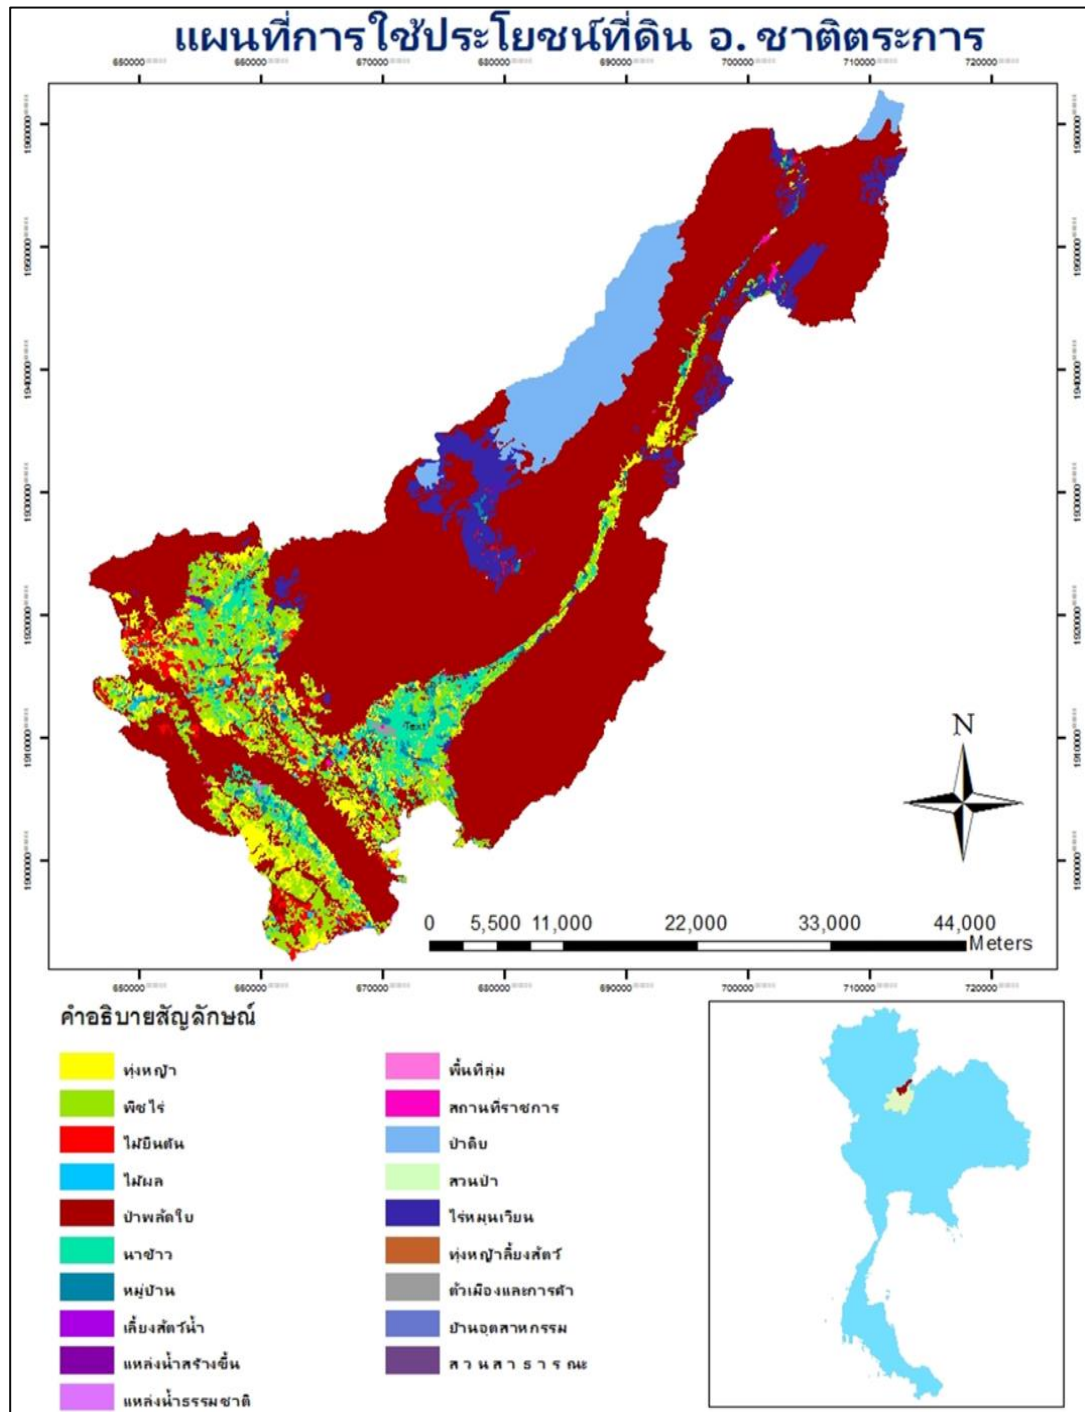 แผนที่การใช้ประโยชน์ที่ดิน อ. ชาติตระการ
650000 660000 670000 680000 690000 700000 710000 720000
Text
N
0 5,500 11,000 22,000 33,000 44,000
Meters
650000 660000 670000 680000 690000 700000 710000 720000
คำอธิบายสัญลักษณ์
ทุ่งหญ้า
พืชไร่
ไม้ยืนต้น
ไม้ผล
ป่าพลัดใบ
นาข้าว
หมู่บ้าน
เลี้ยงสัตว์น้ำ
แหล่งน้ำสร้างขึ้น
แหล่งน้ำธรรมชาติ
พื้นที่ลุ่ม
สถานที่ราชการ
ป่าดิบ
สวนป่า
ไร่หมุนเวียน
ทุ่งหญ้าลี้ยงสัตว์
ตัวเมืองและการค้า
ย่านอุตสาหกรรม
ส ว น ส า ธ า ร ณะ